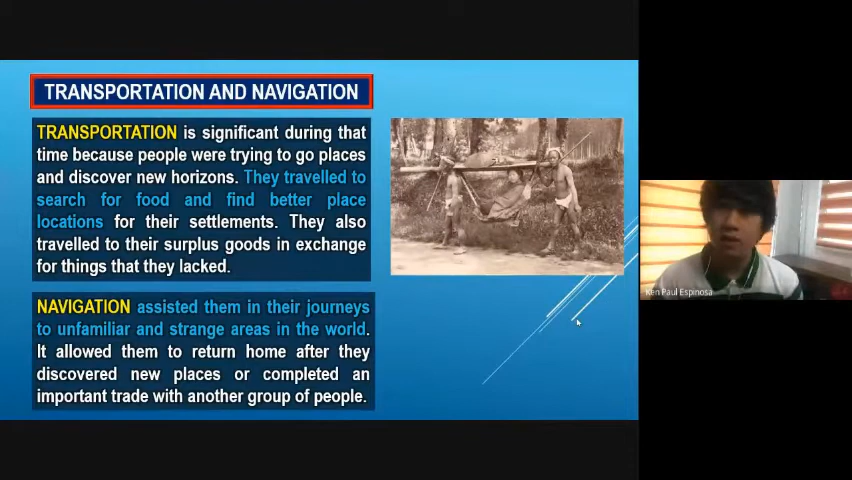 TRANSPORTATION AND NAVIGATION
TRANSPORTATION is significant during that
time because people were trying to go places
and discover new horizons. They travelled to
search for food and find better place
locations for their settlements. They also
travelled to their surplus goods in exchange
for things that they lacked.
NAVIGATION assisted them in their journeys
to unfamiliar and strange areas in the world.
It allowed them to return home after they
discovered new places or completed an
important trade with another group of people.
Ken Paul Espinosa